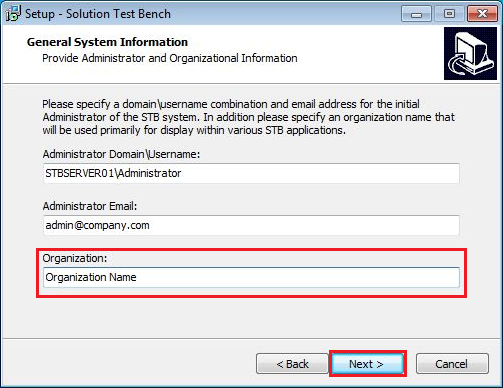 Setup - Solution Test Bench
General System Information
Provide Administrator and Organizational Information
Please specify a domain\username combination and email address for the initial
Administrator of the STB system. In addition please specify an organization name that
will be used primarily for display within various STB applications.
Administrator Domain\Username:
STBSERVER01\Administrator
Administrator Email:
admin@company.com
Organization:
Organization Name
< Back
Next >
Cancel